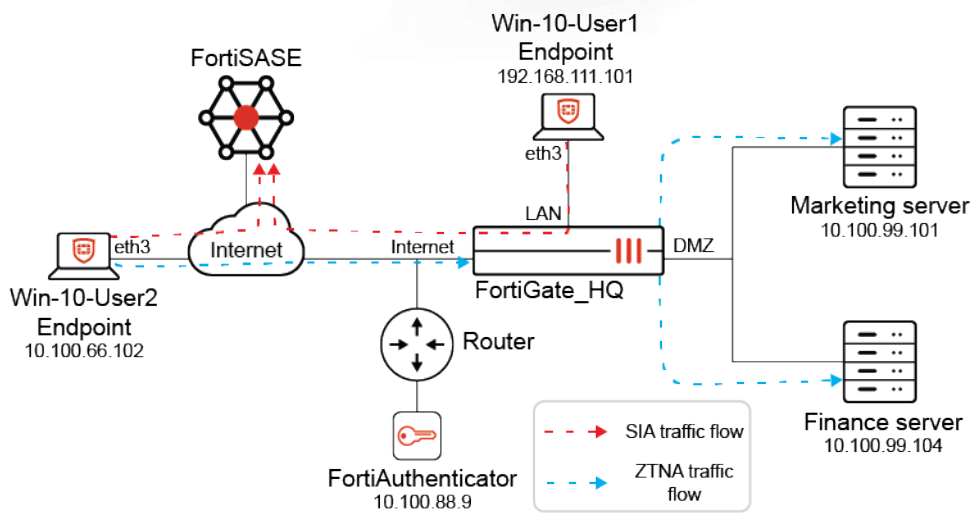 Win-10-User1
Endpoint
192.168.111.101
FortiSASE
eth3
LAN
Marketing server
10.100.99.101
eth3
Internet
Internet
DMZ
FortiGate_HQ
Win-10-User2
Endpoint
10.100.66.102
Router
Finance server
10.100.99.104
FortiAuthenticator
10.100.88.9
SIA traffic flow
ZTNA traffic
flow